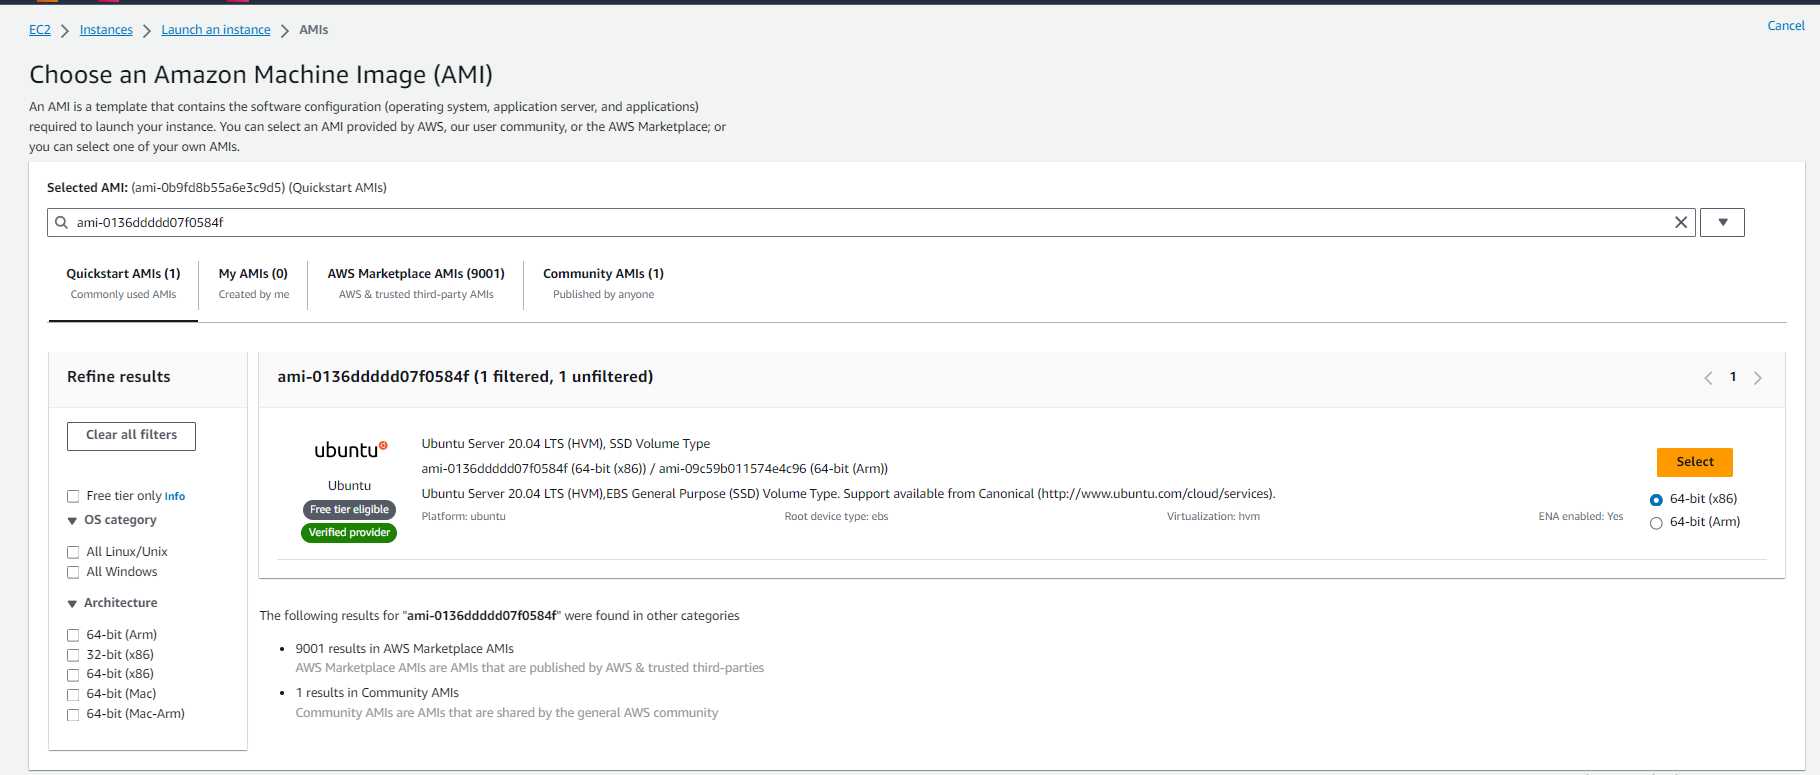 EC2 > Instances > Launch an instance > AMIs
Cancel
Choose an Amazon Machine Image (AMI)
An AMI is a template that contains the software configuration (operating system, application server, and applications)
required to launch your instance. You can select an AMI provided by AWS, our user community, or the AWS Marketplace; or
you can select one of your own AMIs.
Selected AMI: (ami-0b9fd8b55a6e3c9d5) (Quickstart AMIs)
ami-0136ddddd07f0584f
Quickstart AMIs (1)
Commonly used AMIs
My AMIs (0)
Created by me
AWS Marketplace AMIs (9001)
AWS & trusted third-party AMIs
Community AMIs (1)
Published by anyone
Refine results
Clear all filters
Free tier only Info
OS category
All Linux/Unix
All Windows
Architecture
64-bit (Arm)
32-bit (x86)
64-bit (x86)
64-bit (Mac)
64-bit (Mac-Arm)
ami-0136ddddd07f0584f (1 filtered, 1 unfiltered)
1
ubuntu
Ubuntu
Free tier eligible
Verified provider
Ubuntu Server 20.04 LTS (HVM), SSD Volume Type
ami-0136ddddd07f0584f (64-bit (x86)) / ami-09c59b011574e4c96 (64-bit (Arm))
Ubuntu Server 20.04 LTS (HVM),EBS General Purpose (SSD) Volume Type. Support available from Canonical (http://www.ubuntu.com/cloud/services).
Platform: ubuntu
Root device type: ebs
Virtualization: hvm
ENA enabled: Yes
Select
64-bit (x86)
64-bit (Arm)
The following results for "ami-0136ddddd07f0584f" were found in other categories
• 9001 results in AWS Marketplace AMIs
AWS Marketplace AMIs are AMIs that are published by AWS & trusted third-parties
• 1 results in Community AMIs
Community AMIs are AMIs that are shared by the general AWS community